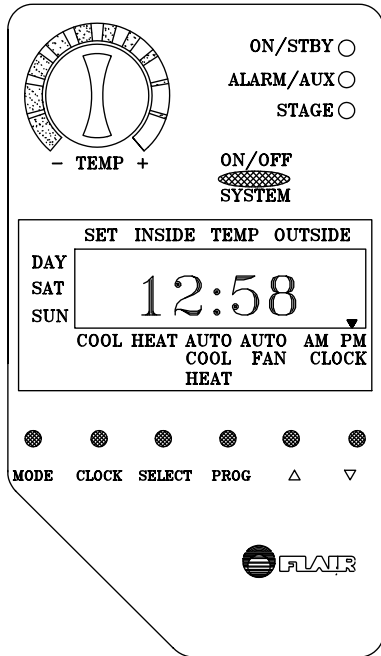 ON/STBY
ALARM/AUX
STAGE
- TEMP +
ON/OFF
SYSTEM
SET INSIDE TEMP OUTSIDE
DAY
SAT
SUN
12:58
COOL HEAT AUTO AUTO AM PM
COOL FAN CLOCK
HEAT
MODE CLOCK SELECT PROG △ ▽
FLAIR